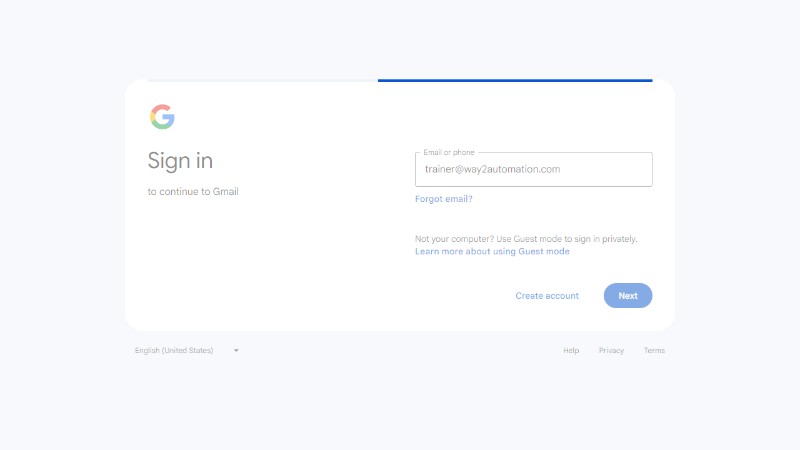 Sign in
to continue to Gmail
Email or phone
trainer@way2automation.com
Forgot email?
Not your computer? Use Guest mode to sign in privately.
Learn more about using Guest mode
Create account
Next
English (United States)
Help
Privacy
Terms